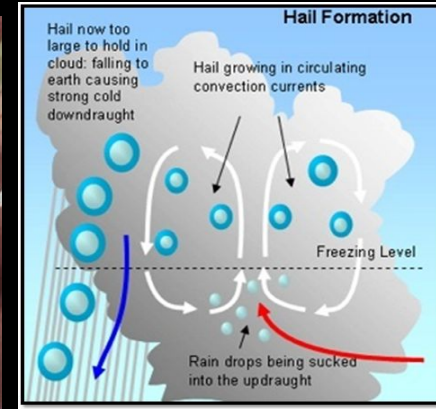 Hail Formation
Hail now too
large to hold in
cloud: falling to
earth causing
strong cold
downdraught
Hail growing in circulating
convection currents
Freezing Level
Rain drops being sucked
into the updraught